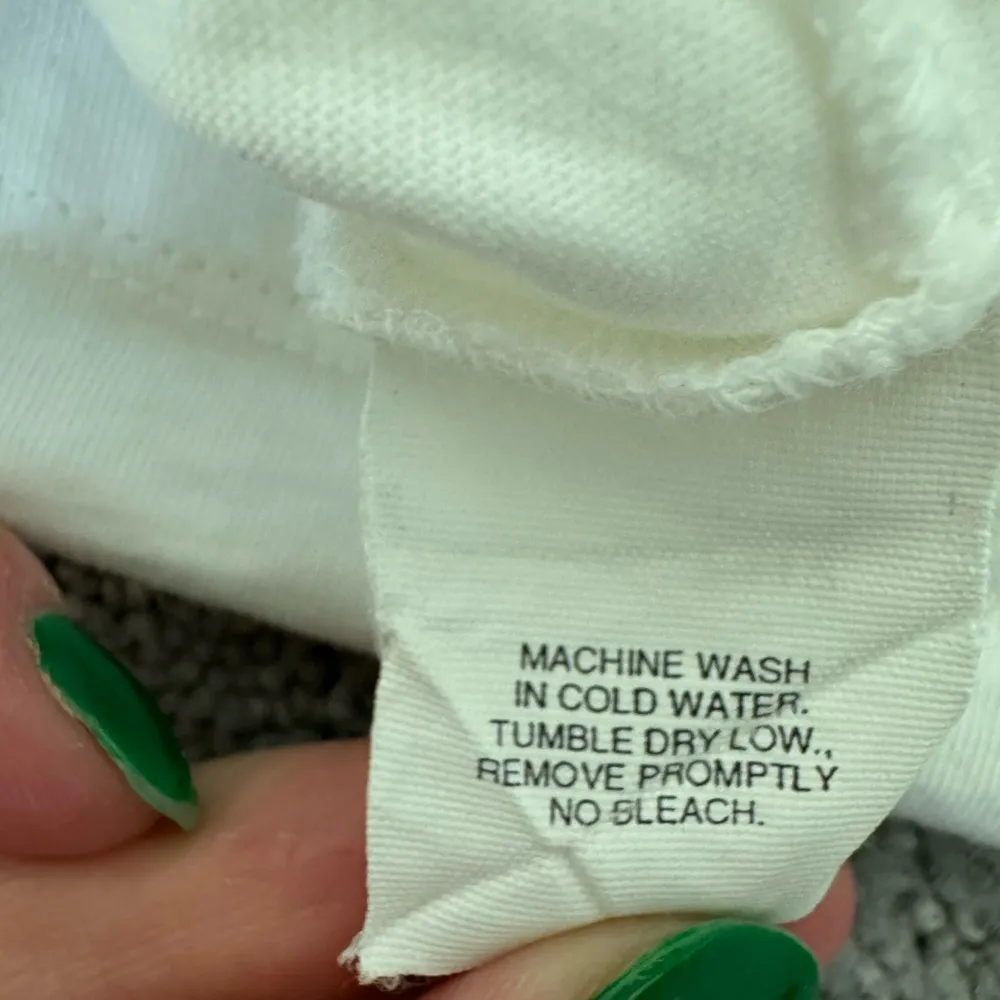 MACHINE WASH
IN COLD WATER.
TUMBLE DRY LOW.,
REMOVE PROMPTLY
NO BLEACH.